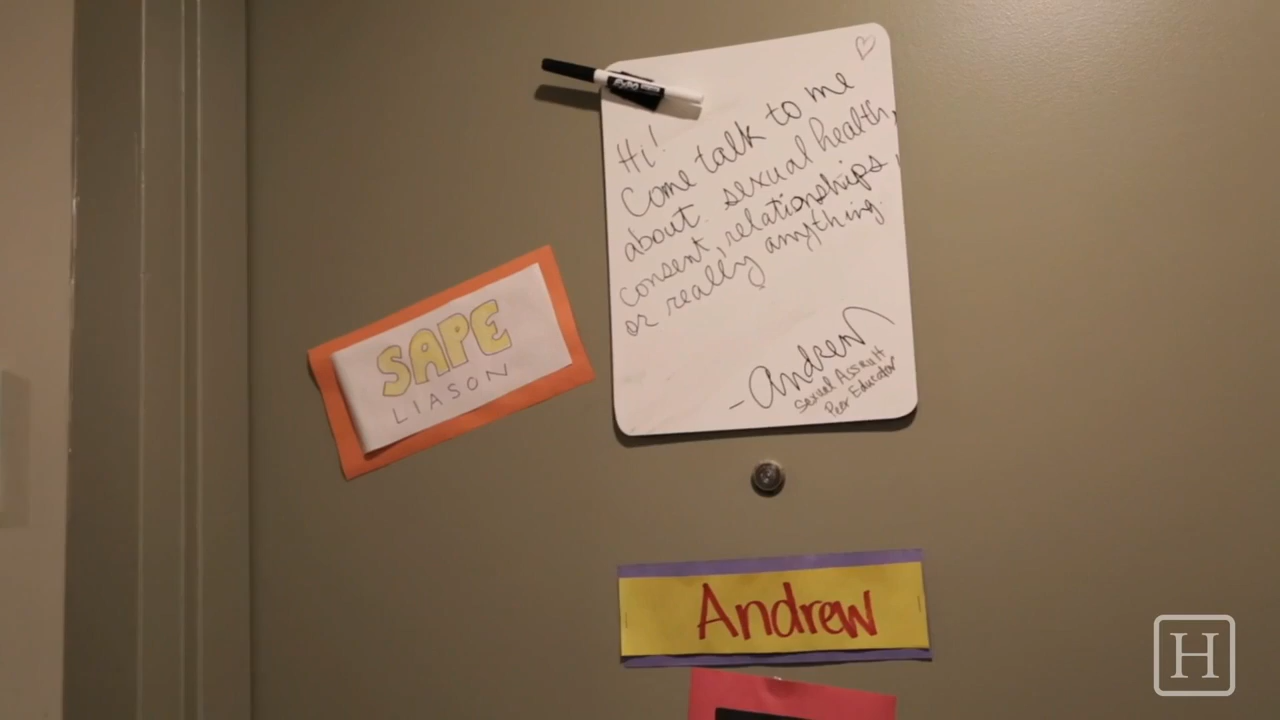 EXPO
Hi!
Come talk to me
about sexual health,
consent, relationships,
or really anything.
-Andrew
Sexual Assault
Peer Educator
SAPE
LIASON
Andrew
H